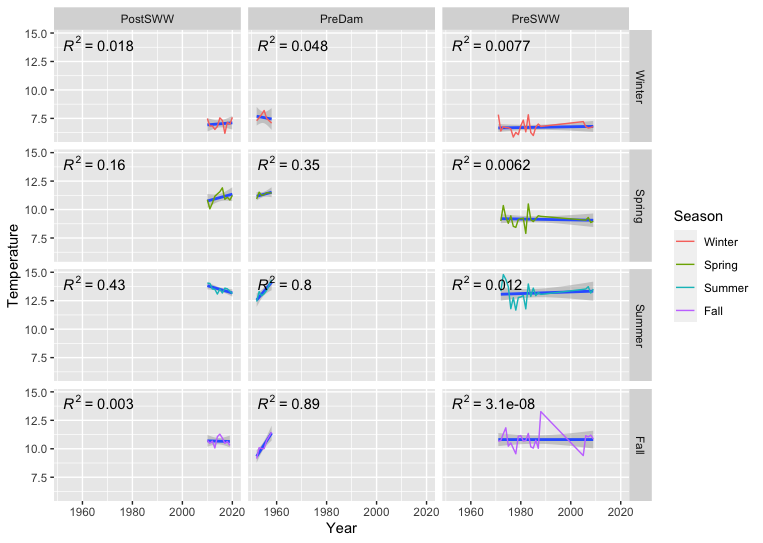 PostSWW PreDam PreSWW
15.0 R² = 0.018 R² = 0.048 R² = 0.0077
12.5
10.0
7.5
Winter
15.0 R² = 0.16 R² = 0.35 R² = 0.0062
12.5
10.0
7.5
Spring
15.0 R² = 0.43 R² = 0.8 R² = 0.012
12.5
10.0
7.5
Summer
15.0 R² = 0.003 R² = 0.89 R² = 3.1e-08
12.5
10.0
7.5
Fall
1960 1980 2000 2020 1960 1980 2000 2020 1960 1980 2000 2020
Year
Temperature
Season
Winter
Spring
Summer
Fall